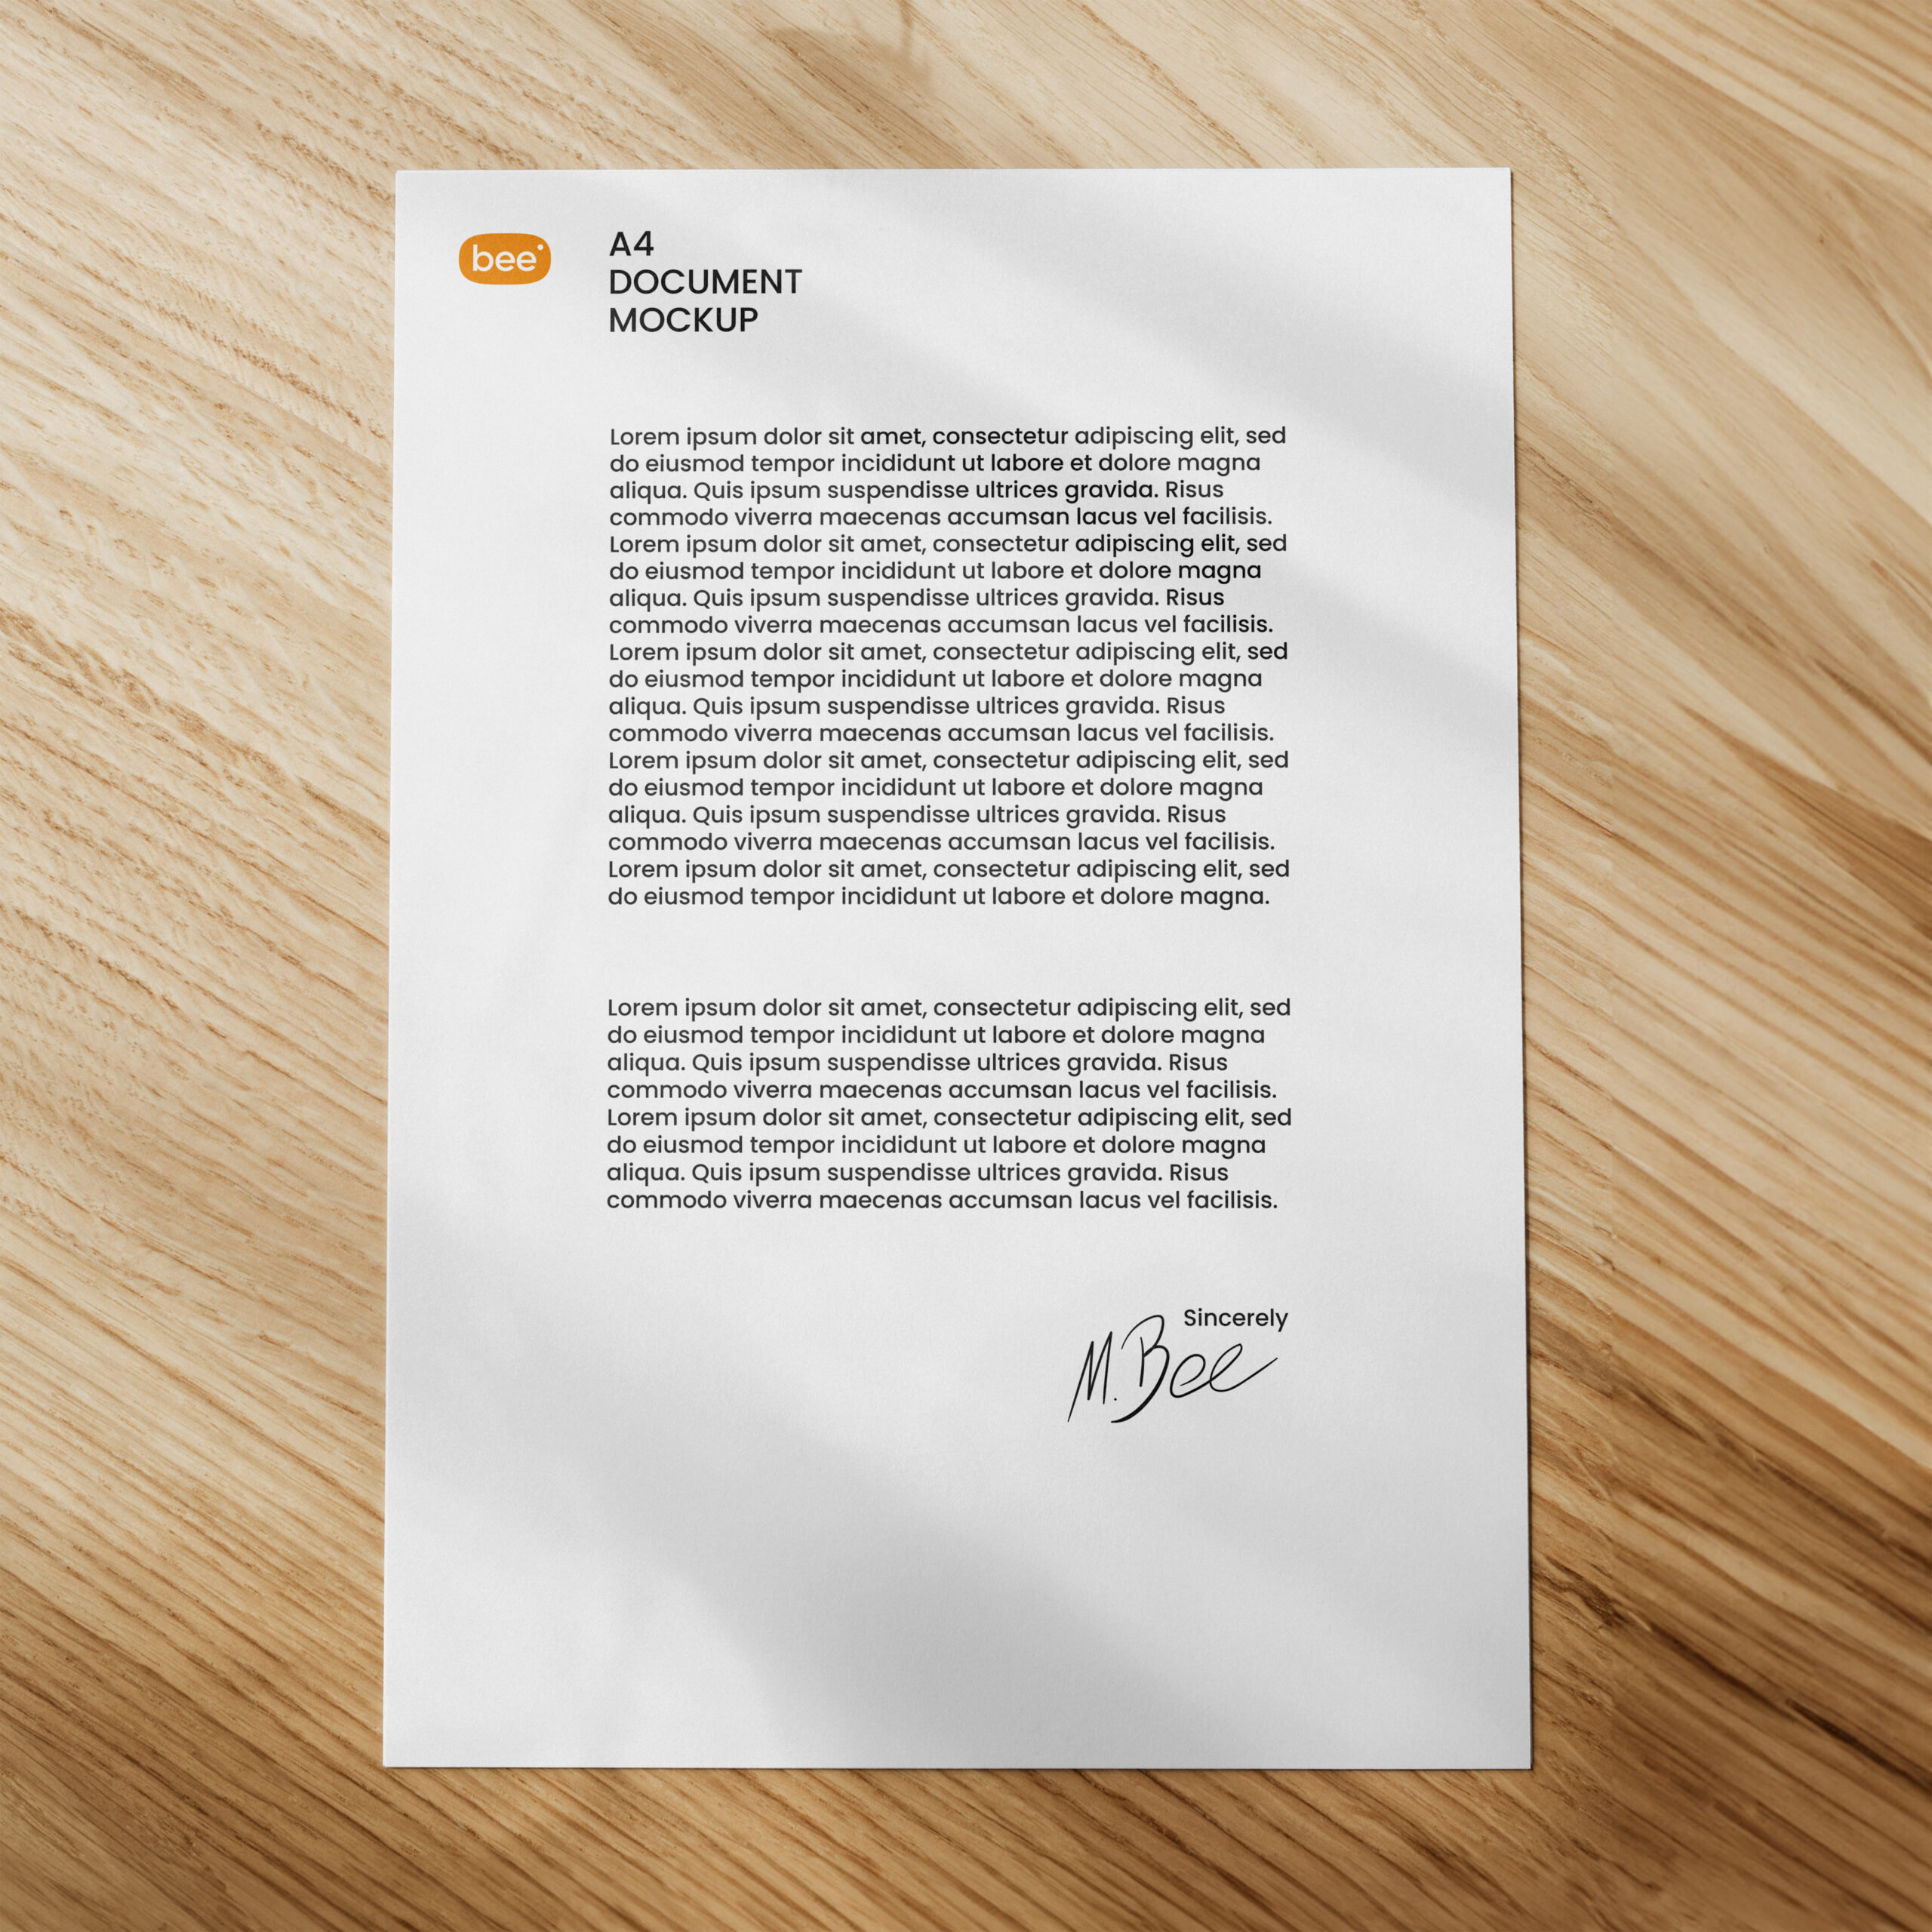 bee
A4
DOCUMENT
MOCKUP
Lorem ipsum dolor sit amet, consectetur adipiscing elit, sed
do eiusmod tempor incididunt ut labore et dolore magna
aliqua. Quis ipsum suspendisse ultrices gravida. Risus
commodo viverra maecenas accumsan lacus vel facilisis.
Lorem ipsum dolor sit amet, consectetur adipiscing elit, sed
do eiusmod tempor incididunt ut labore et dolore magna
aliqua. Quis ipsum suspendisse ultrices gravida. Risus
commodo viverra maecenas accumsan lacus vel facilisis.
Lorem ipsum dolor sit amet, consectetur adipiscing elit, sed
do eiusmod tempor incididunt ut labore et dolore magna
aliqua. Quis ipsum suspendisse ultrices gravida. Risus
commodo viverra maecenas accumsan lacus vel facilisis.
Lorem ipsum dolor sit amet, consectetur adipiscing elit, sed
do eiusmod tempor incididunt ut labore et dolore magna
aliqua. Quis ipsum suspendisse ultrices gravida. Risus
commodo viverra maecenas accumsan lacus vel facilisis.
Lorem ipsum dolor sit amet, consectetur adipiscing elit, sed
do eiusmod tempor incididunt ut labore et dolore magna.
Lorem ipsum dolor sit amet, consectetur adipiscing elit, sed
do eiusmod tempor incididunt ut labore et dolore magna
aliqua. Quis ipsum suspendisse ultrices gravida. Risus
commodo viverra maecenas accumsan lacus vel facilisis.
Lorem ipsum dolor sit amet, consectetur adipiscing elit, sed
do eiusmod tempor incididunt ut labore et dolore magna
aliqua. Quis ipsum suspendisse ultrices gravida. Risus
commodo viverra maecenas accumsan lacus vel facilisis.
Sincerely
M. Bee